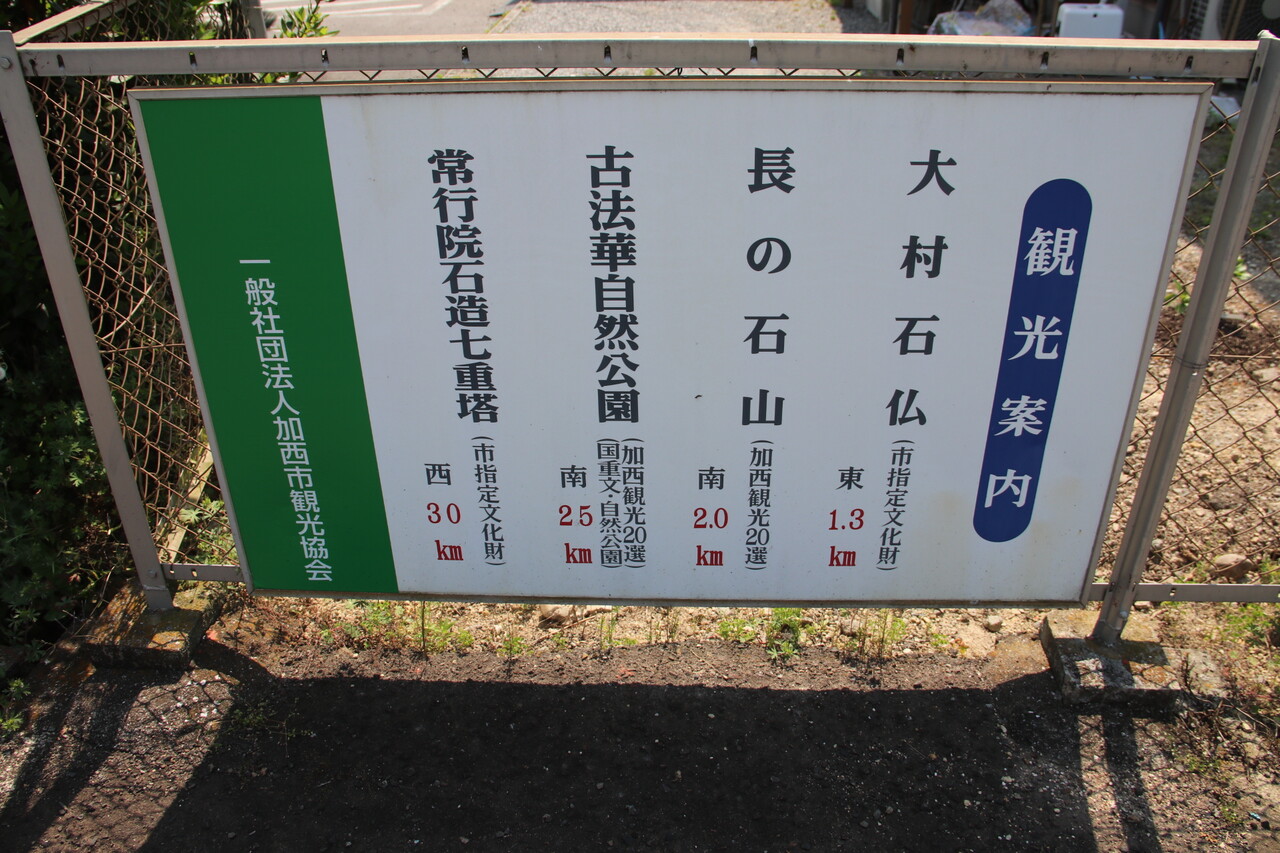 観光案内
大村石仏
(市指定文化財)
東
1.3
km
長の石山
(加西観光20選)
南
2.0
km
古法華自然公園
(加西観光20選)
(国重文・自然公園)
南
25
km
常行院石造七重塔
(市指定文化財)
西
30
km
一般社団法人加西市観光協会